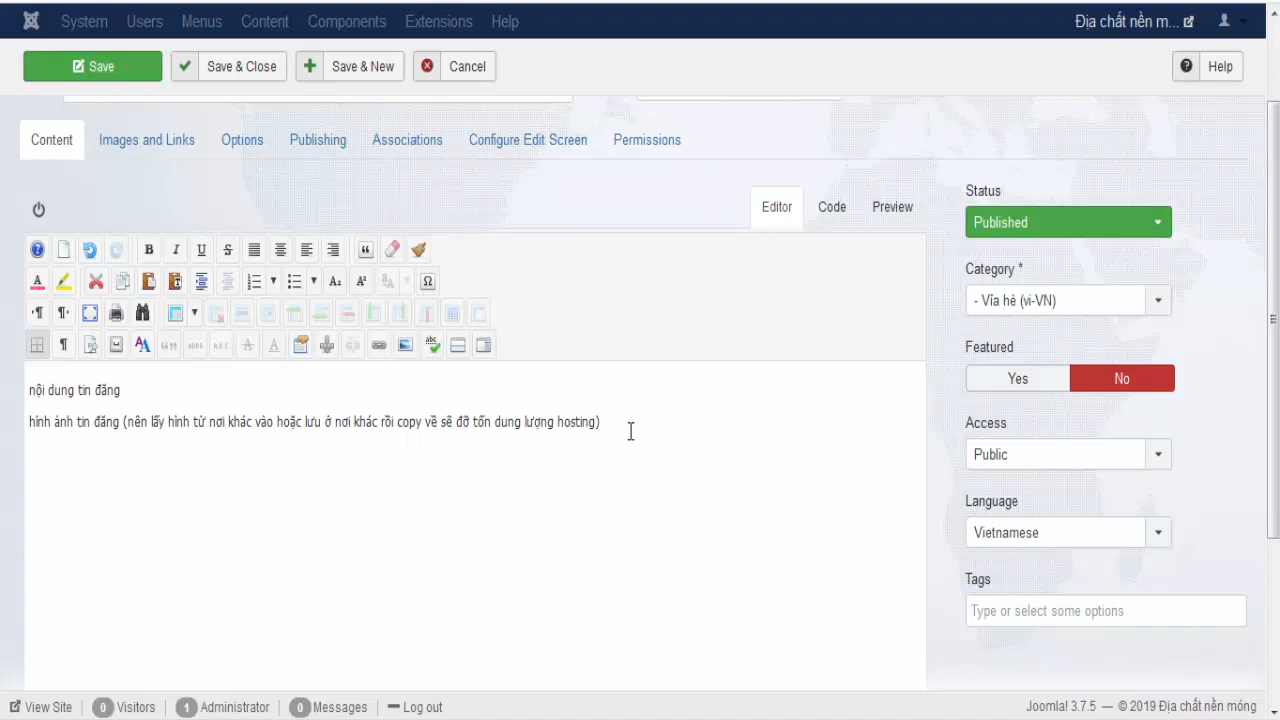 System Users Menus Content Components Extensions Help Địa chất nền m...
Save Save & Close Save & New Cancel Help
Content Images and Links Options Publishing Associations Configure Edit Screen Permissions
Editor Code Preview
nội dung tin đăng
hình ảnh tin đăng (nên lấy hình từ nơi khác vào hoặc lưu ở nơi khác rồi copy về sẽ đỡ tốn dung lượng hosting)
Status
Published
Category *
- Vỉa hè (vi-VN)
Featured
Yes No
Access
Public
Language
Vietnamese
Tags
Type or select some options
View Site 0 Visitors 1 Administrator 0 Messages Log out Joomla! 3.7.5 — © 2019 Địa chất nền móng